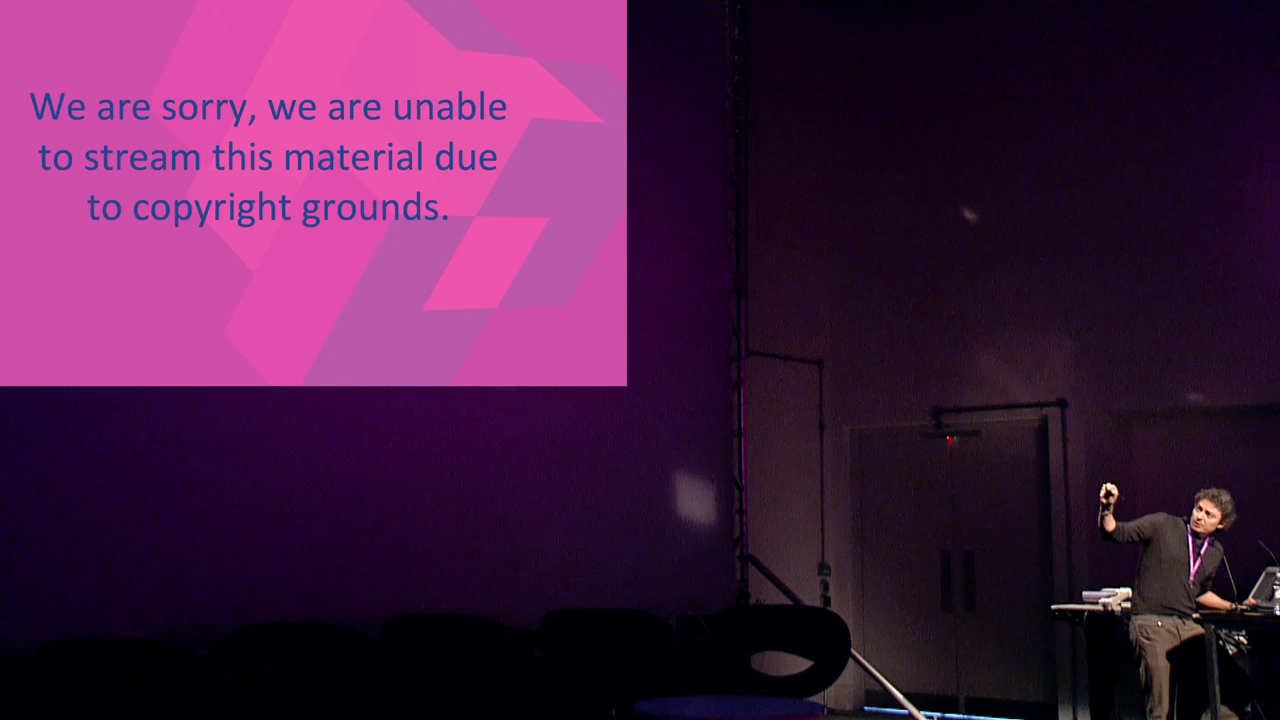 We are sorry, we are unable
to stream this material due
to copyright grounds.